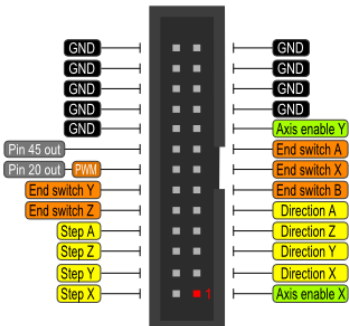 GND GND
GND GND
GND GND
GND GND
GND Axis enable Y
Pin 45 out End switch A
Pin 20 out PWM End switch X
End switch Y End switch B
End switch Z Direction A
Step A Direction Z
Step Z Direction Y
Step Y Direction X
Step X 1 Axis enable X